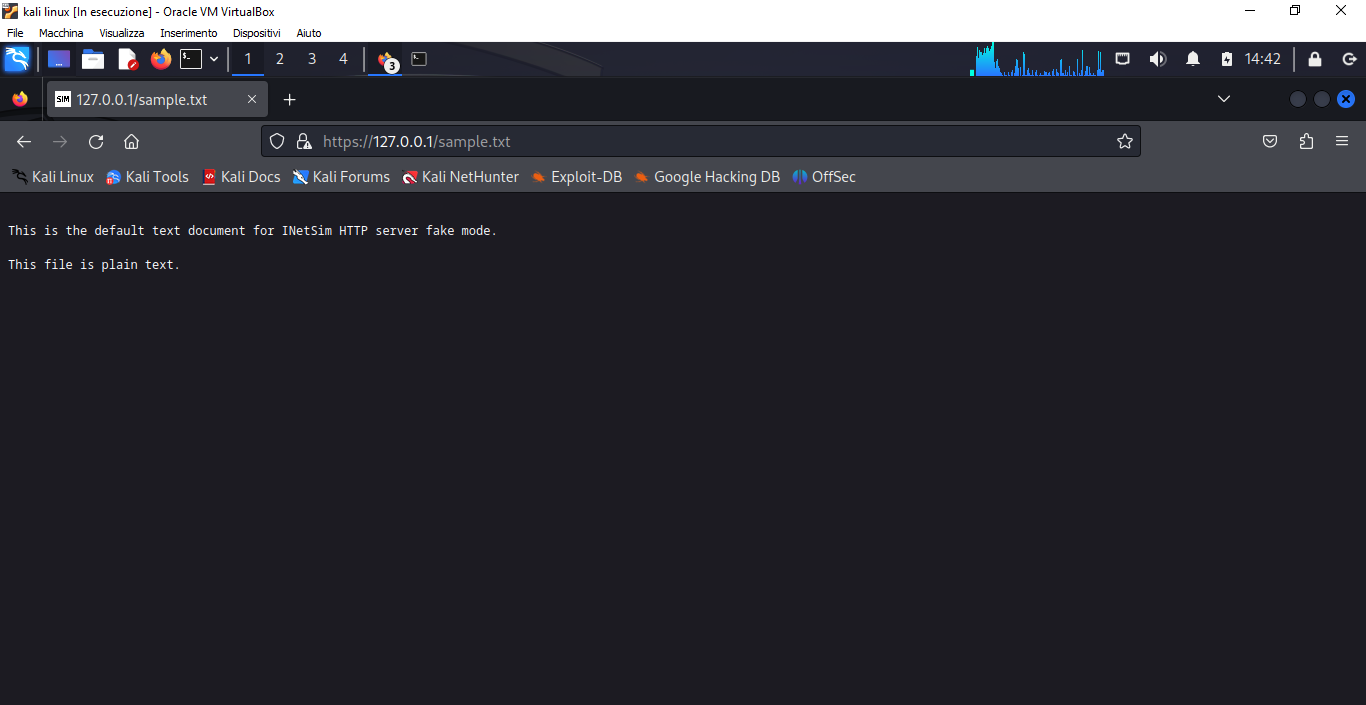 kali linux [In esecuzione] - Oracle VM VirtualBox
File Macchina Visualizza Inserimento Dispositivi Aiuto
1 2 3 4 3 14:42
SIM 127.0.0.1/sample.txt
https://127.0.0.1/sample.txt
Kali Linux Kali Tools Kali Docs Kali Forums Kali NetHunter Exploit-DB Google Hacking DB OffSec
This is the default text document for INetSim HTTP server fake mode.
This file is plain text.